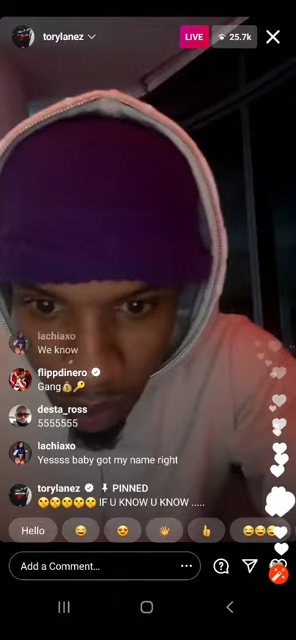 torylanez
LIVE
25.7k
lachiaxo
We know
flippdinero
Gang💰🔑
desta_ross
5555555
lachiaxo
Yessss baby got my name right
torylanez PINNED
🤫🤫🤫🤫🤫 IF U KNOW U KNOW .....
Hello
Add a Comment...